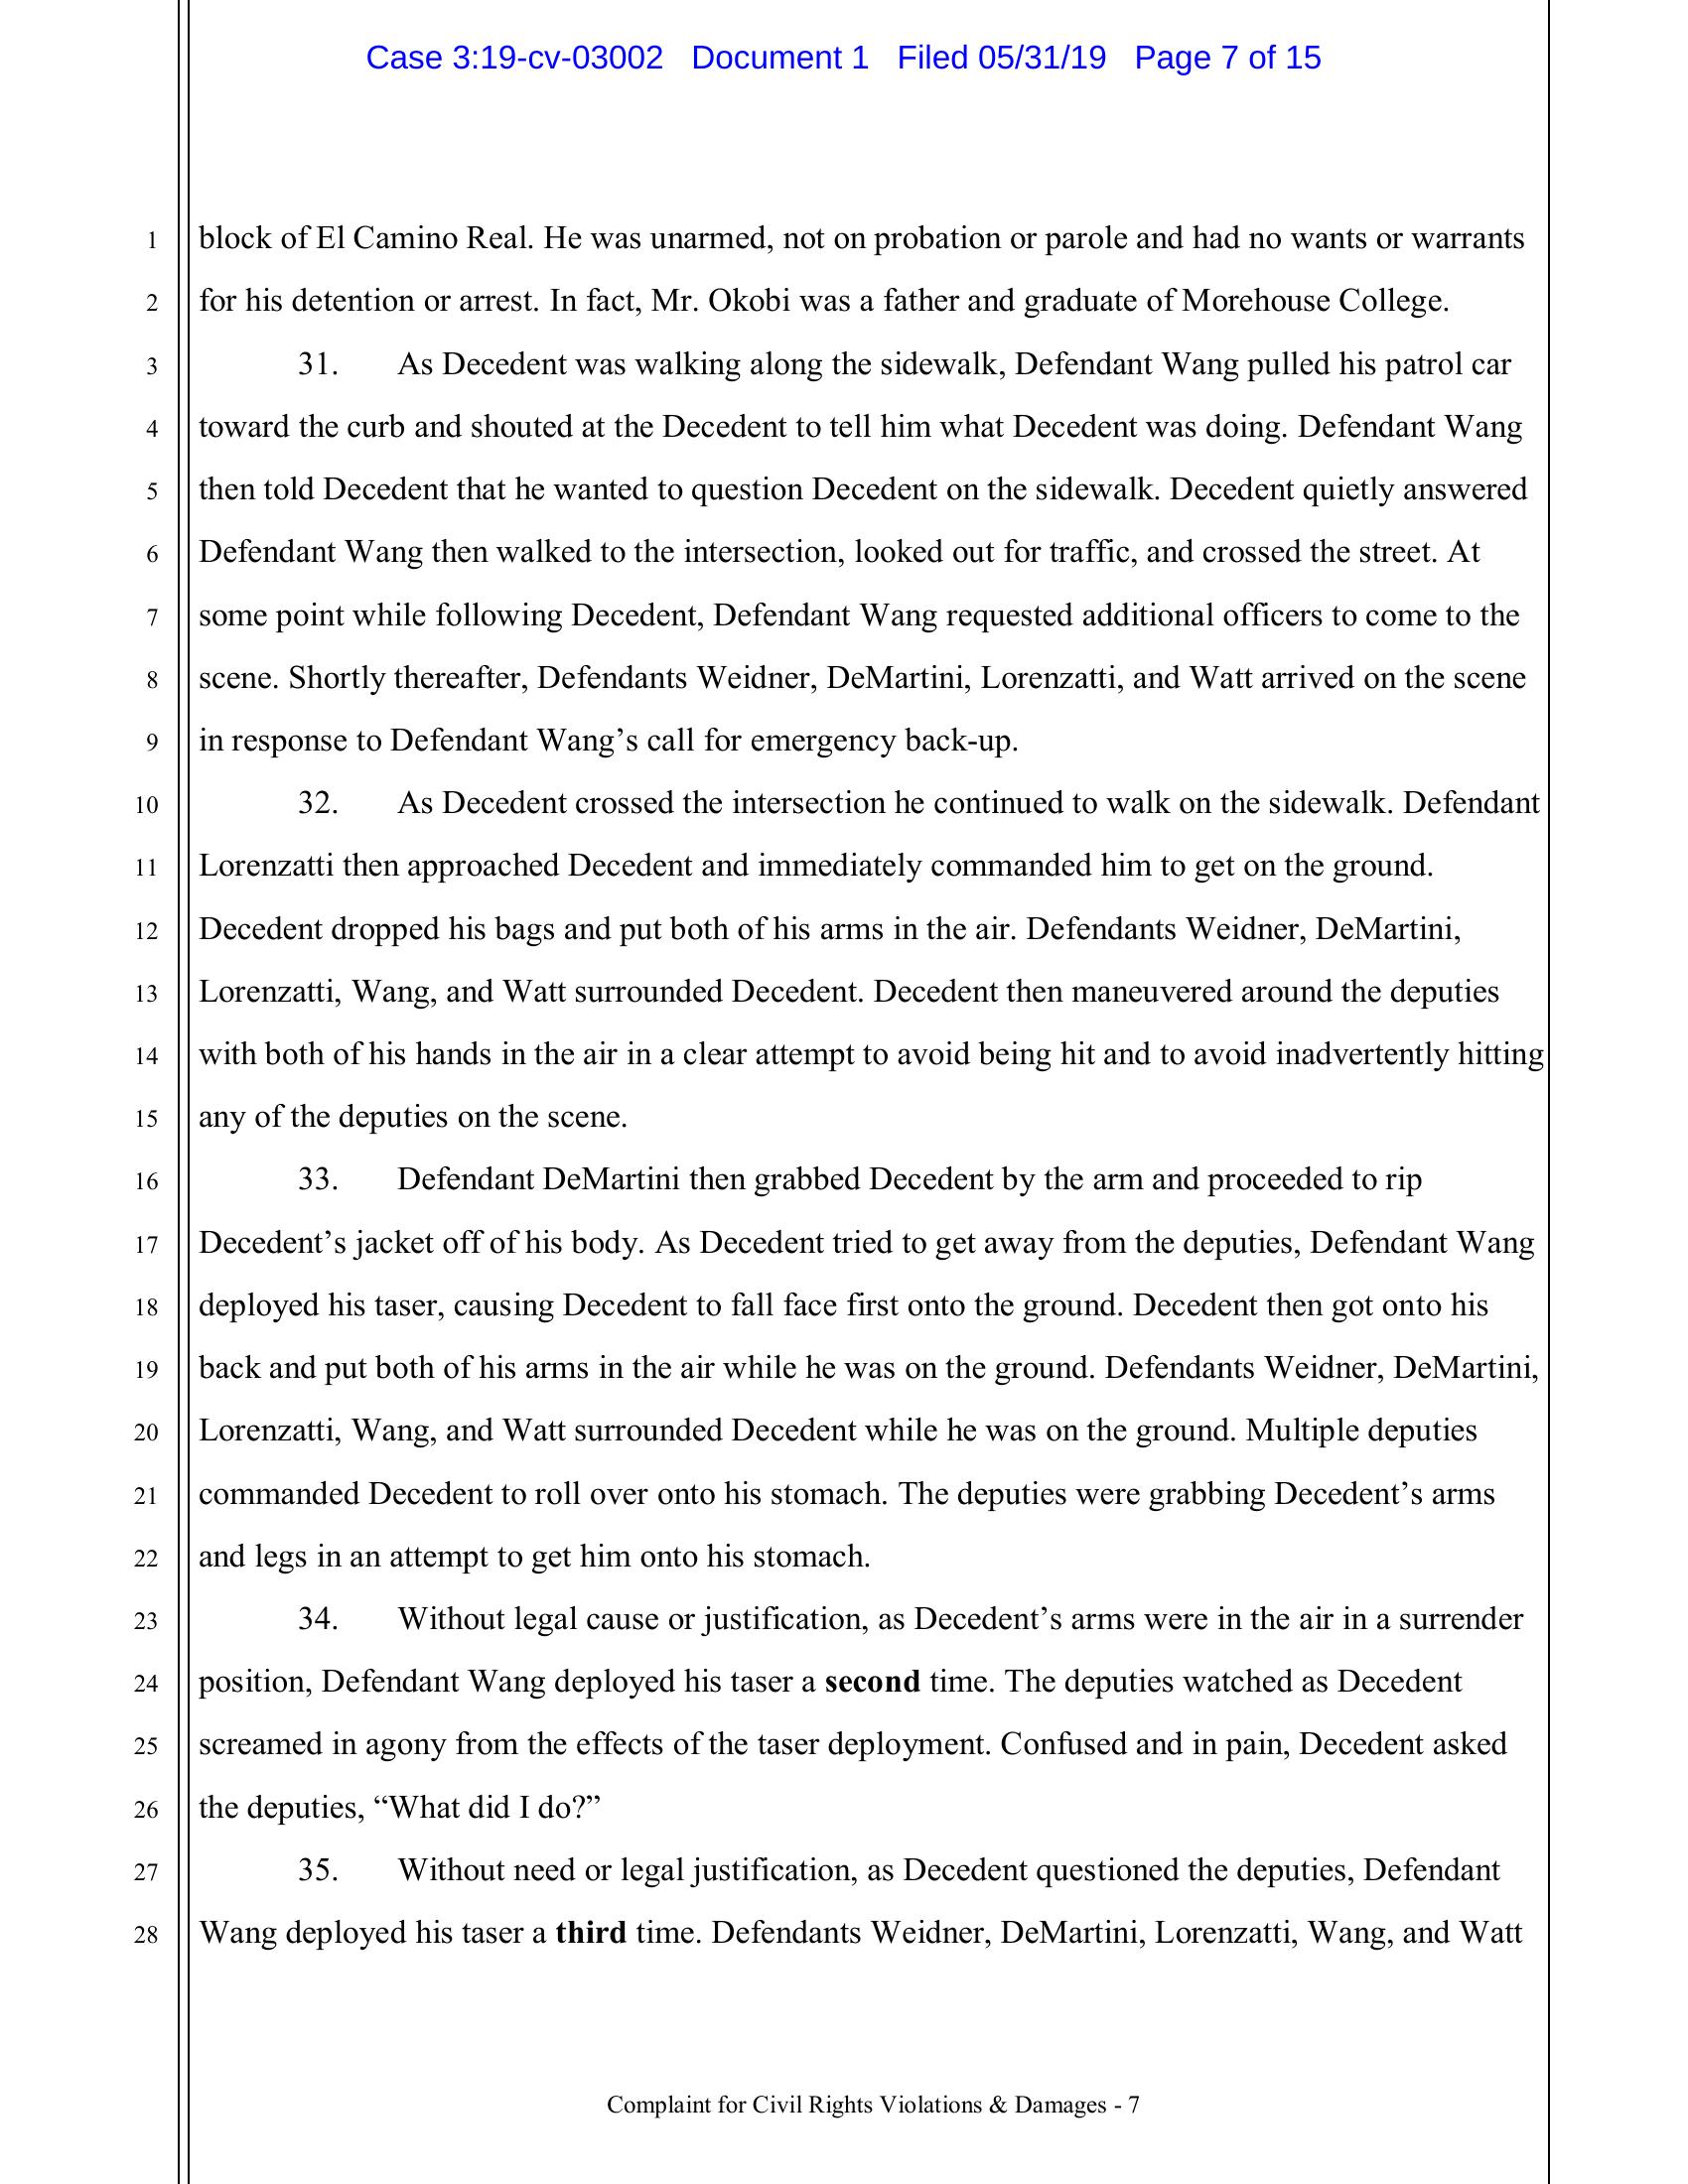 Case 3:19-cv-03002 Document 1 Filed 05/31/19 Page 7 of 15
1 block of El Camino Real. He was unarmed, not on probation or parole and had no wants or warrants
2 for his detention or arrest. In fact, Mr. Okobi was a father and graduate of Morehouse College.
3 31. As Decedent was walking along the sidewalk, Defendant Wang pulled his patrol car
4 toward the curb and shouted at the Decedent to tell him what Decedent was doing. Defendant Wang
5 then told Decedent that he wanted to question Decedent on the sidewalk. Decedent quietly answered
6 Defendant Wang then walked to the intersection, looked out for traffic, and crossed the street. At
7 some point while following Decedent, Defendant Wang requested additional officers to come to the
8 scene. Shortly thereafter, Defendants Weidner, DeMartini, Lorenzatti, and Watt arrived on the scene
9 in response to Defendant Wang’s call for emergency back-up.
10 32. As Decedent crossed the intersection he continued to walk on the sidewalk. Defendant
11 Lorenzatti then approached Decedent and immediately commanded him to get on the ground.
12 Decedent dropped his bags and put both of his arms in the air. Defendants Weidner, DeMartini,
13 Lorenzatti, Wang, and Watt surrounded Decedent. Decedent then maneuvered around the deputies
14 with both of his hands in the air in a clear attempt to avoid being hit and to avoid inadvertently hitting
15 any of the deputies on the scene.
16 33. Defendant DeMartini then grabbed Decedent by the arm and proceeded to rip
17 Decedent’s jacket off of his body. As Decedent tried to get away from the deputies, Defendant Wang
18 deployed his taser, causing Decedent to fall face first onto the ground. Decedent then got onto his
19 back and put both of his arms in the air while he was on the ground. Defendants Weidner, DeMartini,
20 Lorenzatti, Wang, and Watt surrounded Decedent while he was on the ground. Multiple deputies
21 commanded Decedent to roll over onto his stomach. The deputies were grabbing Decedent’s arms
22 and legs in an attempt to get him onto his stomach.
23 34. Without legal cause or justification, as Decedent’s arms were in the air in a surrender
24 position, Defendant Wang deployed his taser a second time. The deputies watched as Decedent
25 screamed in agony from the effects of the taser deployment. Confused and in pain, Decedent asked
26 the deputies, “What did I do?”
27 35. Without need or legal justification, as Decedent questioned the deputies, Defendant
28 Wang deployed his taser a third time. Defendants Weidner, DeMartini, Lorenzatti, Wang, and Watt
Complaint for Civil Rights Violations & Damages - 7